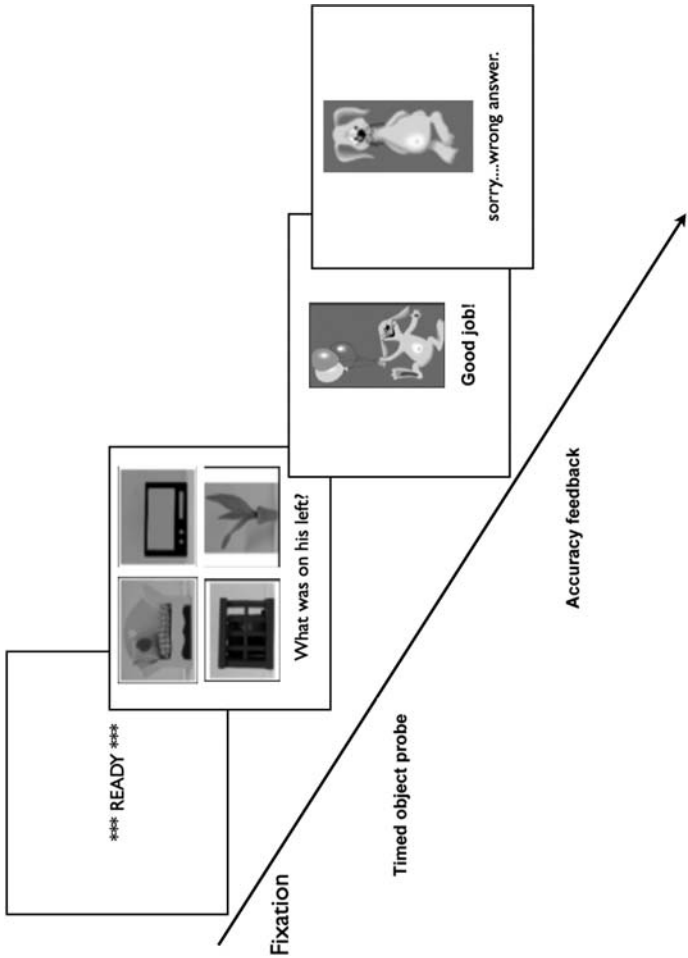 *** READY ***
What was on his left?
Good job!
sorry....wrong answer.
Fixation
Timed object probe
Accuracy feedback